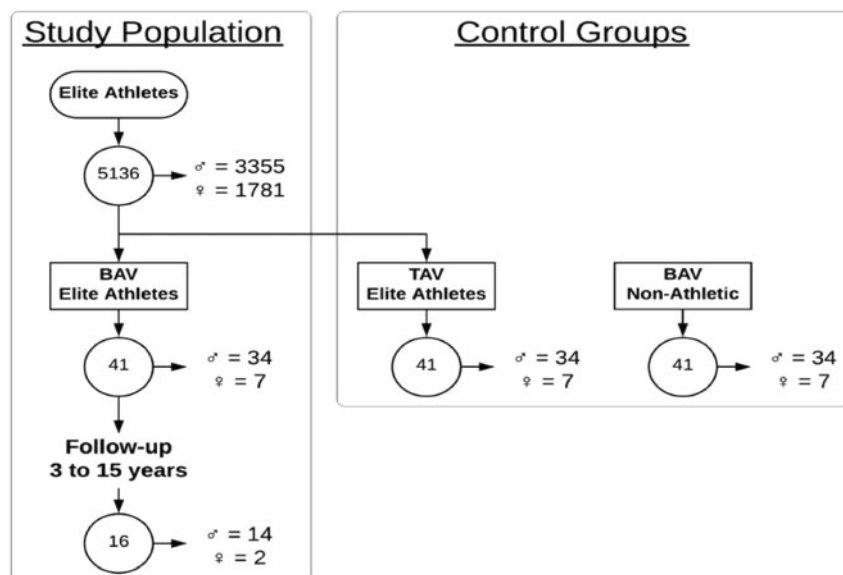 Study Population
Elite Athletes
5136
♂ = 3355
♀ = 1781
BAV
Elite Athletes
41
♂ = 34
♀ = 7
Follow-up
3 to 15 years
16
♂ = 14
♀ = 2
Control Groups
TAV
Elite Athletes
41
♂ = 34
♀ = 7
BAV
Non-Athletic
41
♂ = 34
♀ = 7